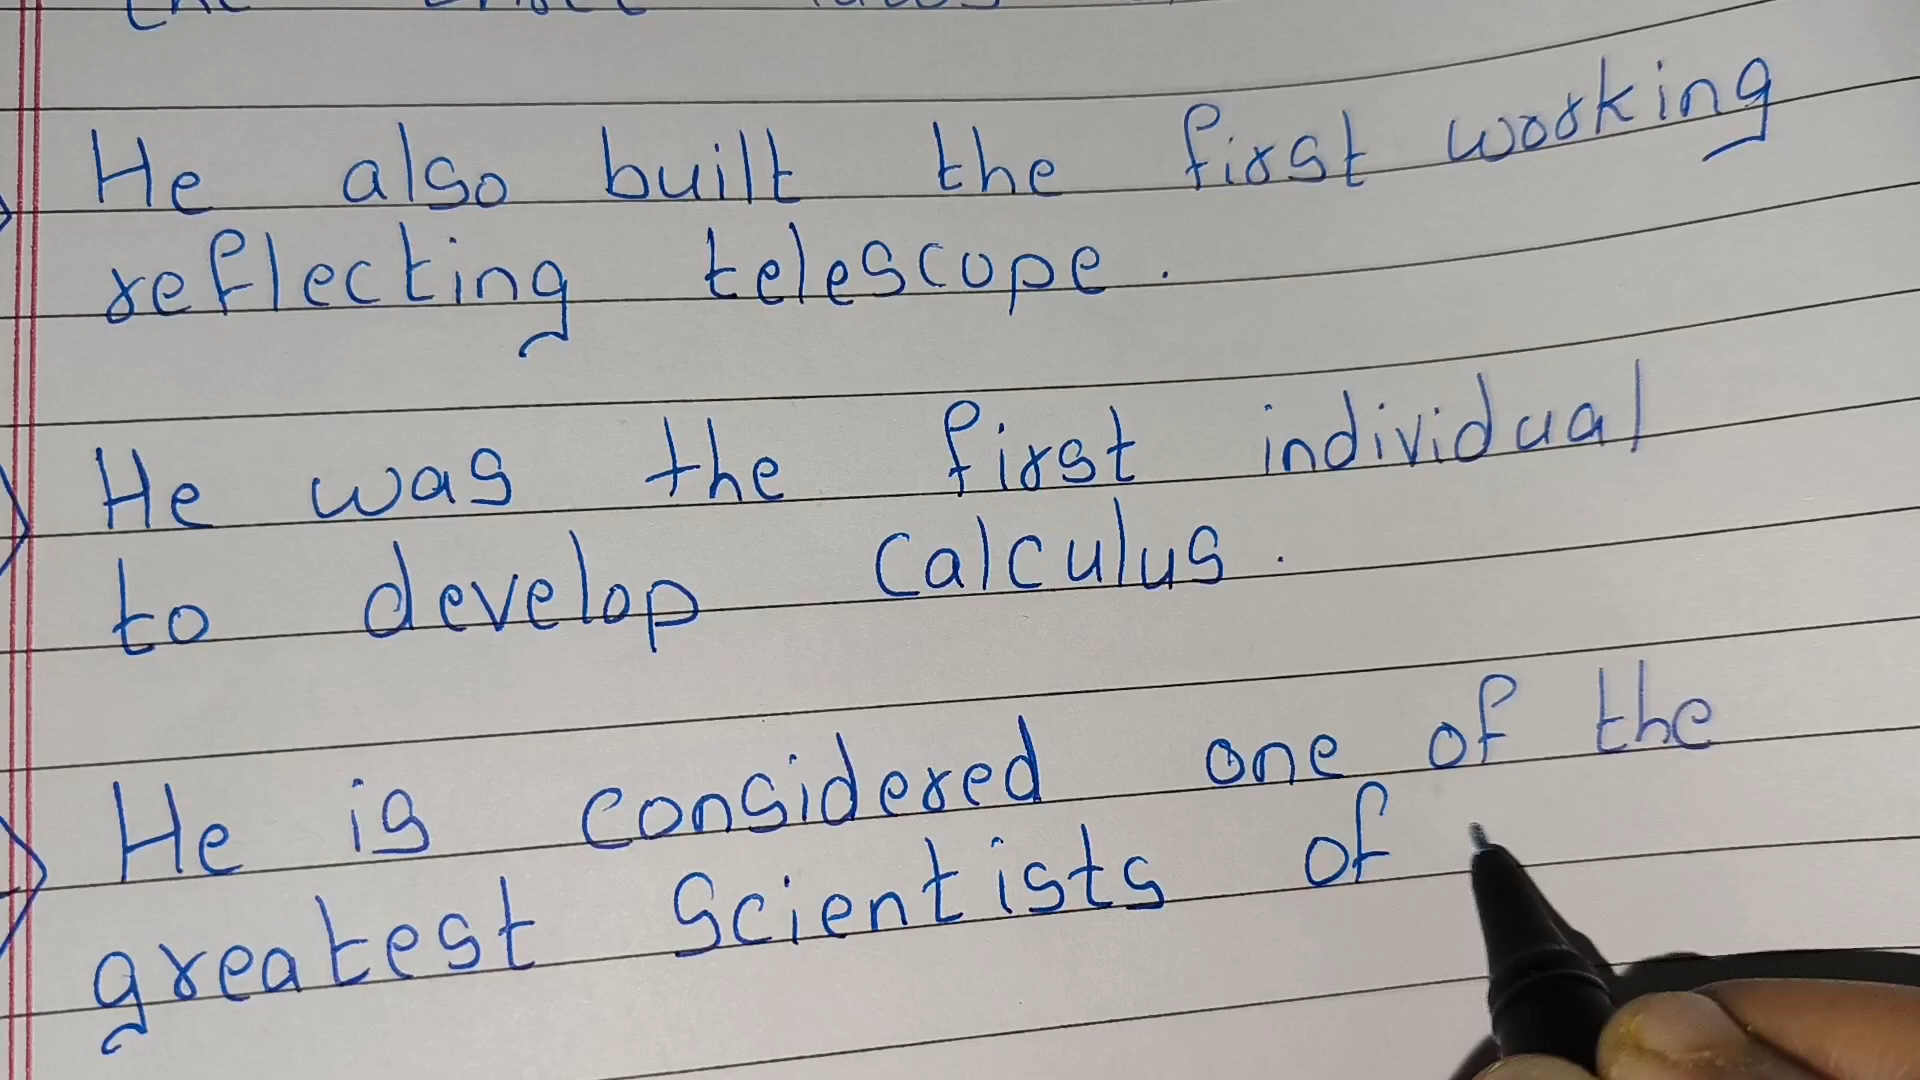 He also built the first working
reflecting telescope.
He was the first individual
to develop Calculus.
He is considered one of the
greatest Scientists of